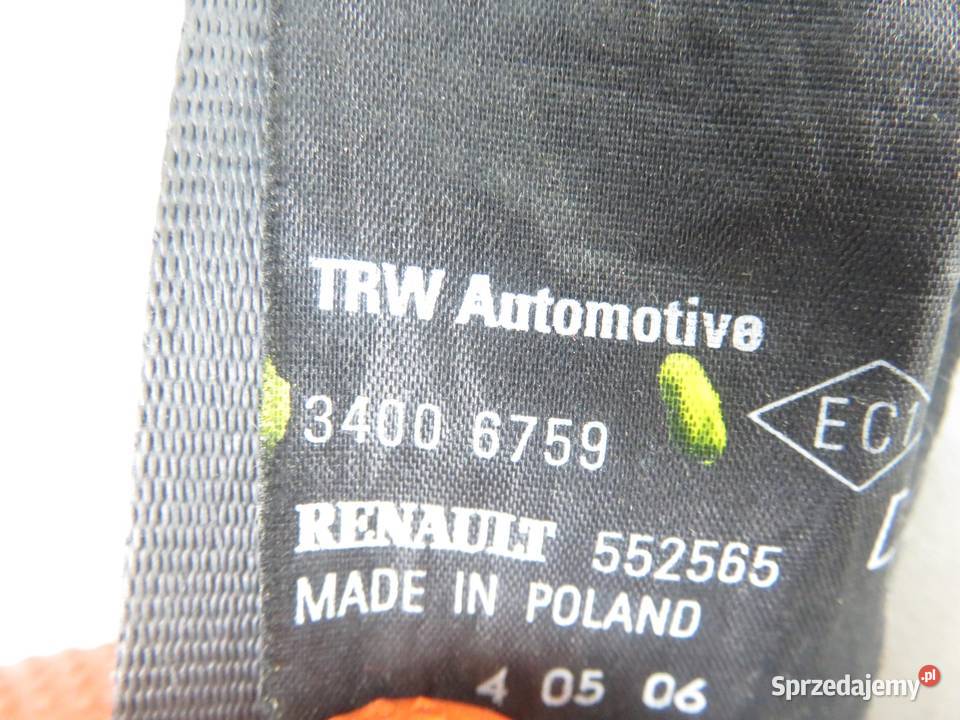 TRW Automotive
3400 6759
RENAULT 552565
MADE IN POLAND
4 05 06
Sprzedajemy.pl